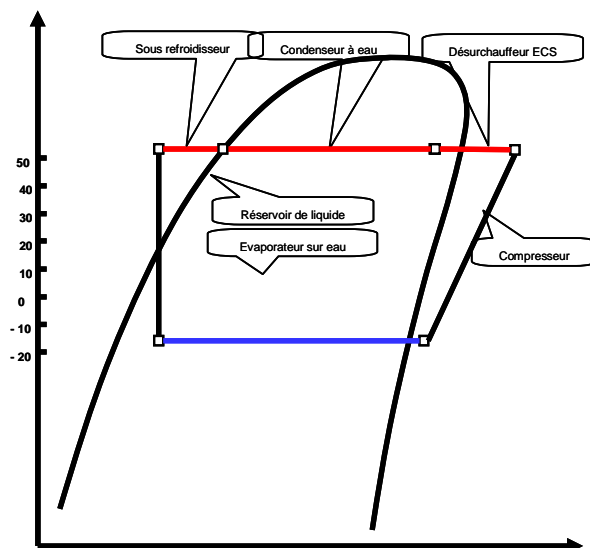 Sous refroidisseur
Condenseur à eau
Désurchauffeur ECS
50
40
30
20
10
0
- 10
- 20
Réservoir de liquide
Evaporateur sur eau
Compresseur